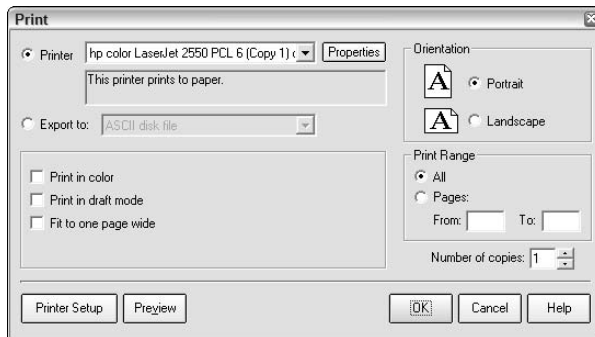 Print
Printer
hp color LaserJet 2550 PCL 6 (Copy 1)
Properties
This printer prints to paper.
Export to:
ASCII disk file
Print in color
Print in draft mode
Fit to one page wide
Orientation
A
Portrait
A
Landscape
Print Range
All
Pages:
From:
To:
Number of copies:
1
Printer Setup
Preview
OK
Cancel
Help